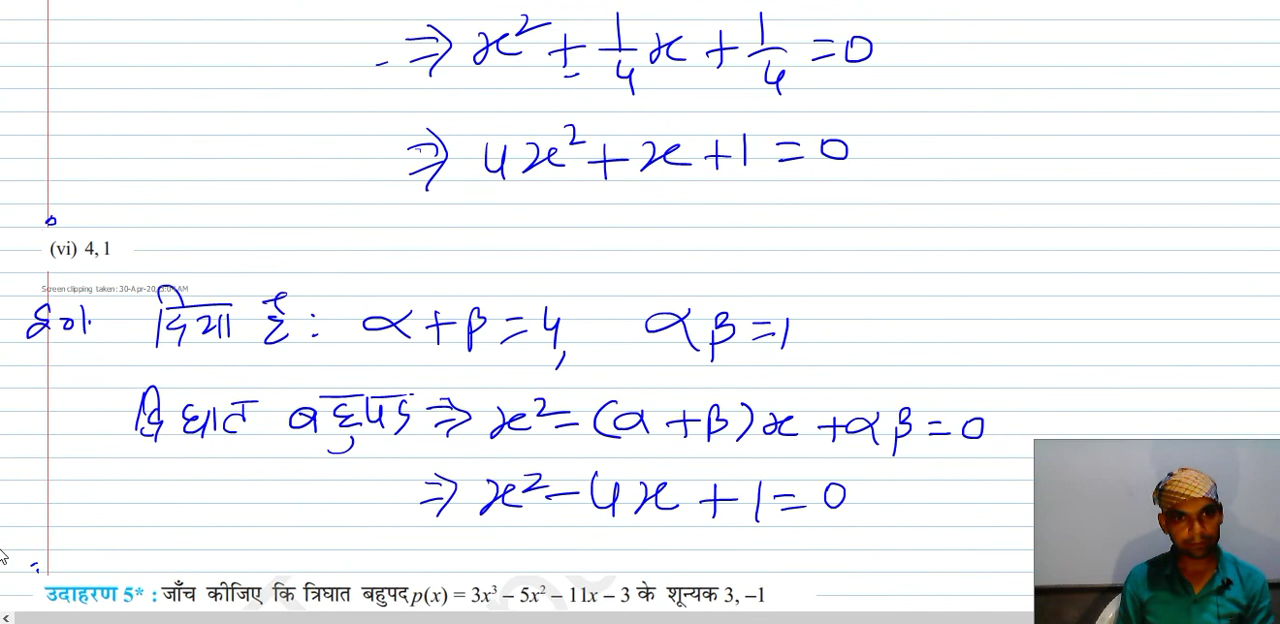 ⇒ x² + 1/4 x + 1/4 = 0
⇒ 4x² + x + 1 = 0
(vi) 4, 1
Screen clipping taken: 30-Apr-20
हल. दिया है : α + β = 4, αβ = 1
द्विघात बहुपद ⇒ x² – (α + β)x + αβ = 0
⇒ x² – 4x + 1 = 0
उदाहरण 5* : जाँच कीजिए कि त्रिघात बहुपद p(x) = 3x³ – 5x² – 11x – 3 के शून्यक 3, –1